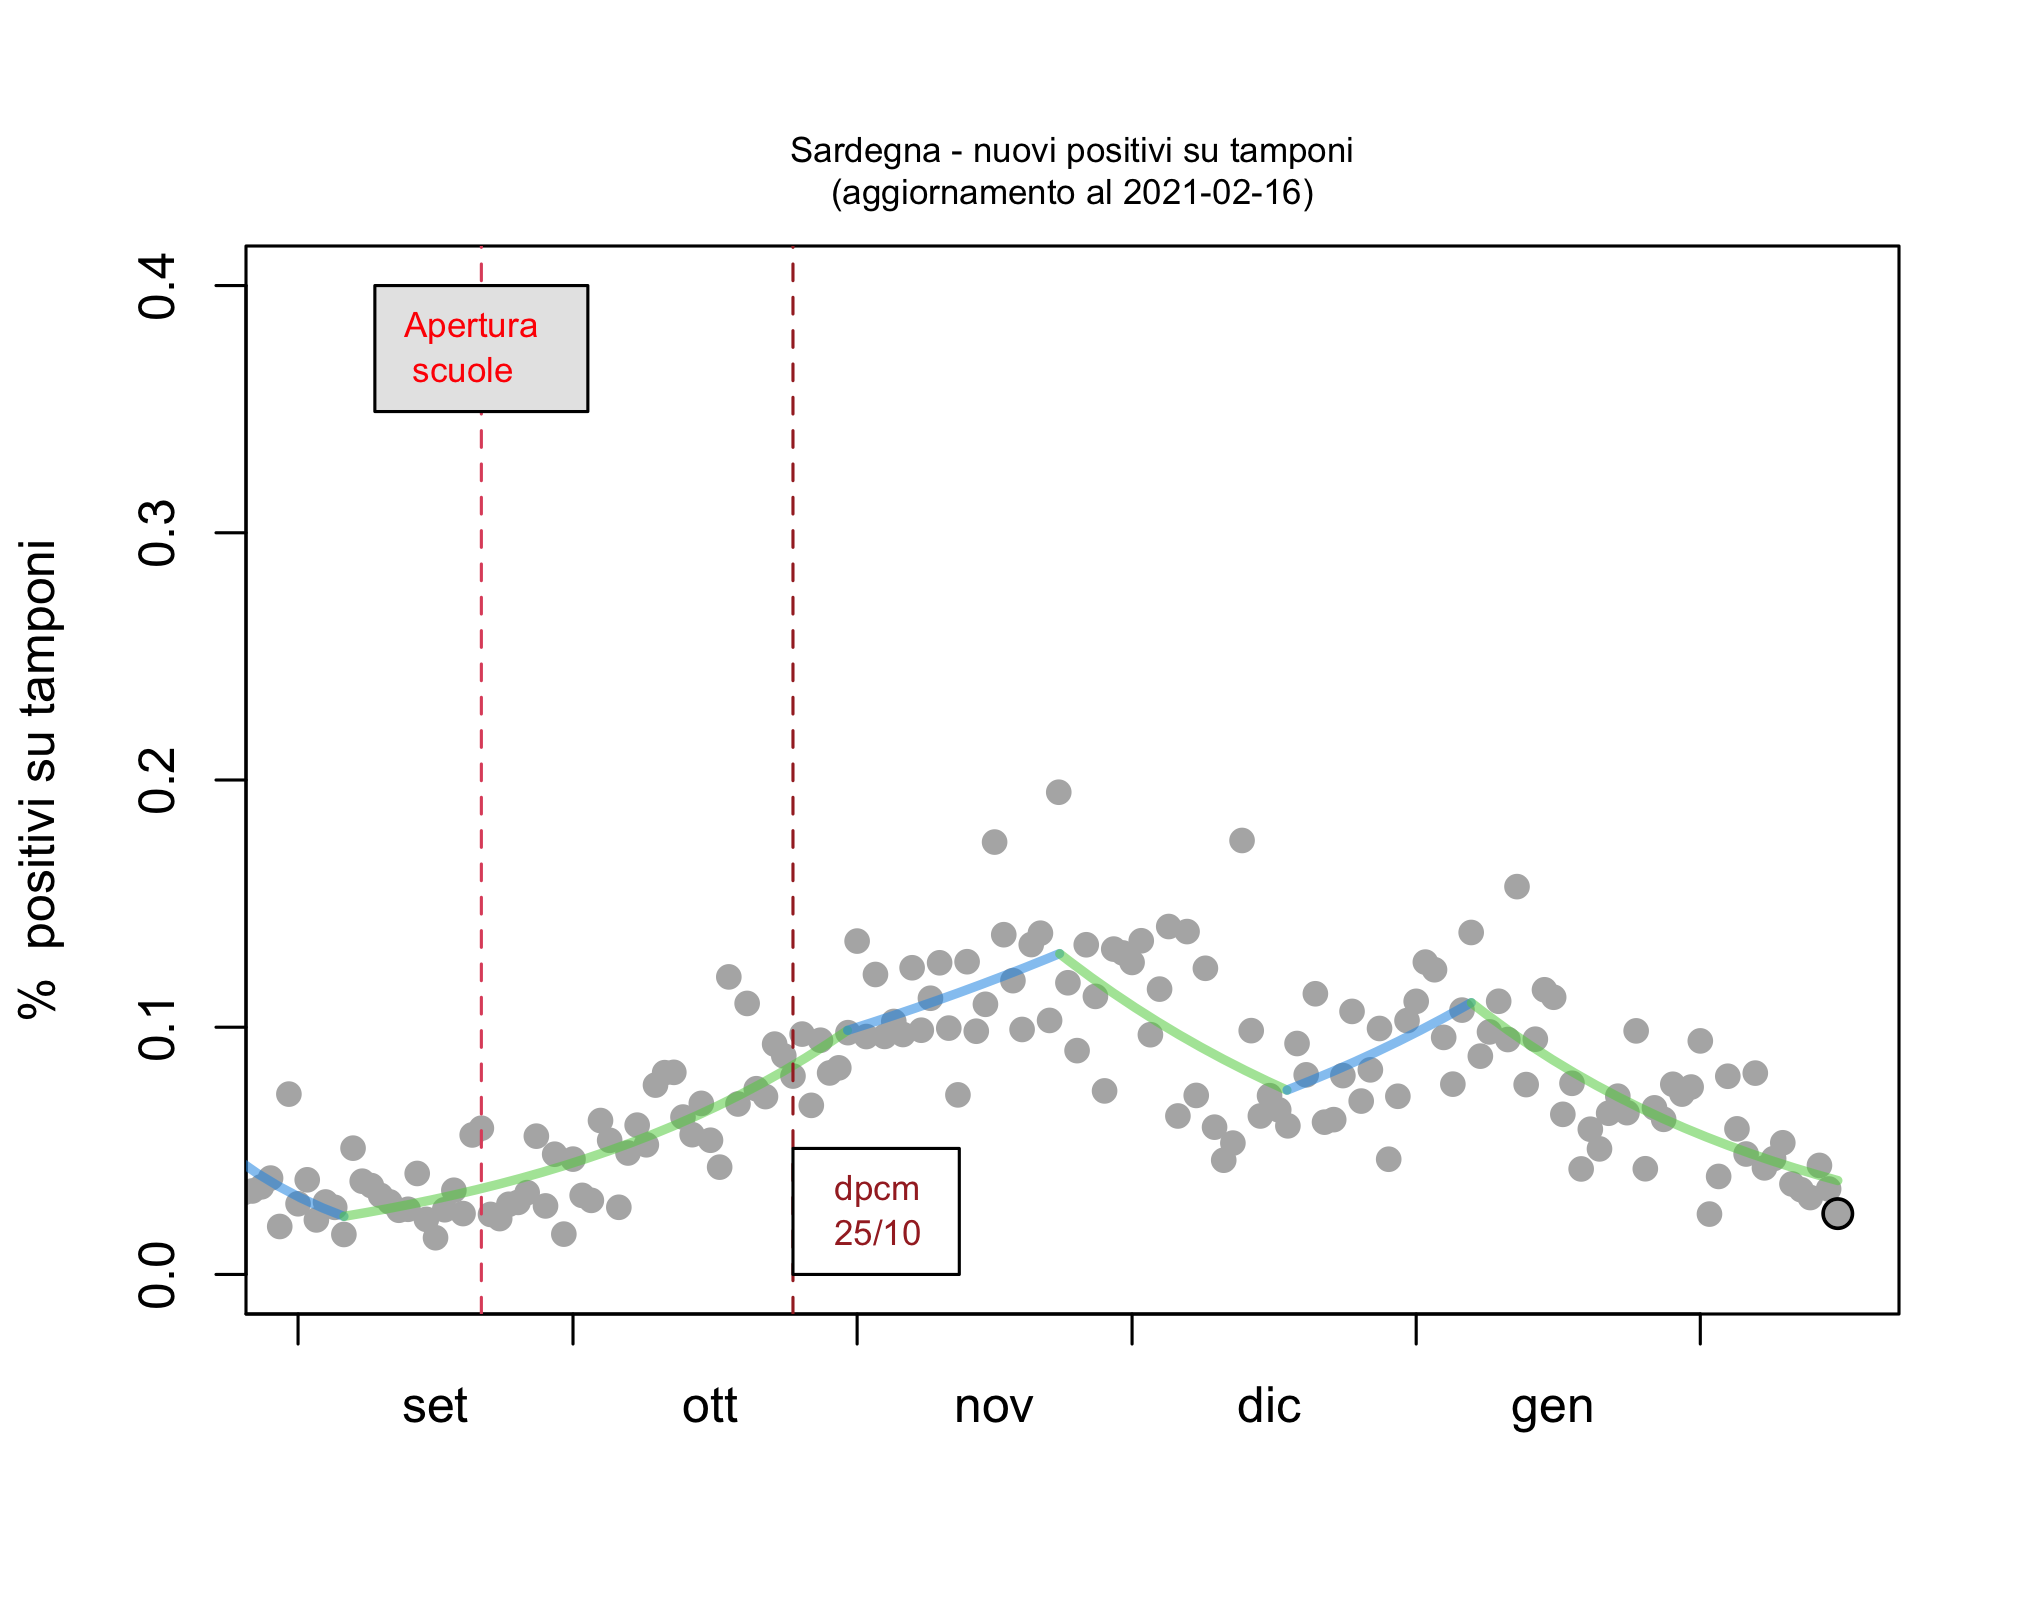 Sardegna - nuovi positivi su tamponi
(aggiornamento al 2021-02-16)
% positivi su tamponi
0.4
0.3
0.2
0.1
0.0
Apertura
scuole
dpcm
25/10
set
ott
nov
dic
gen